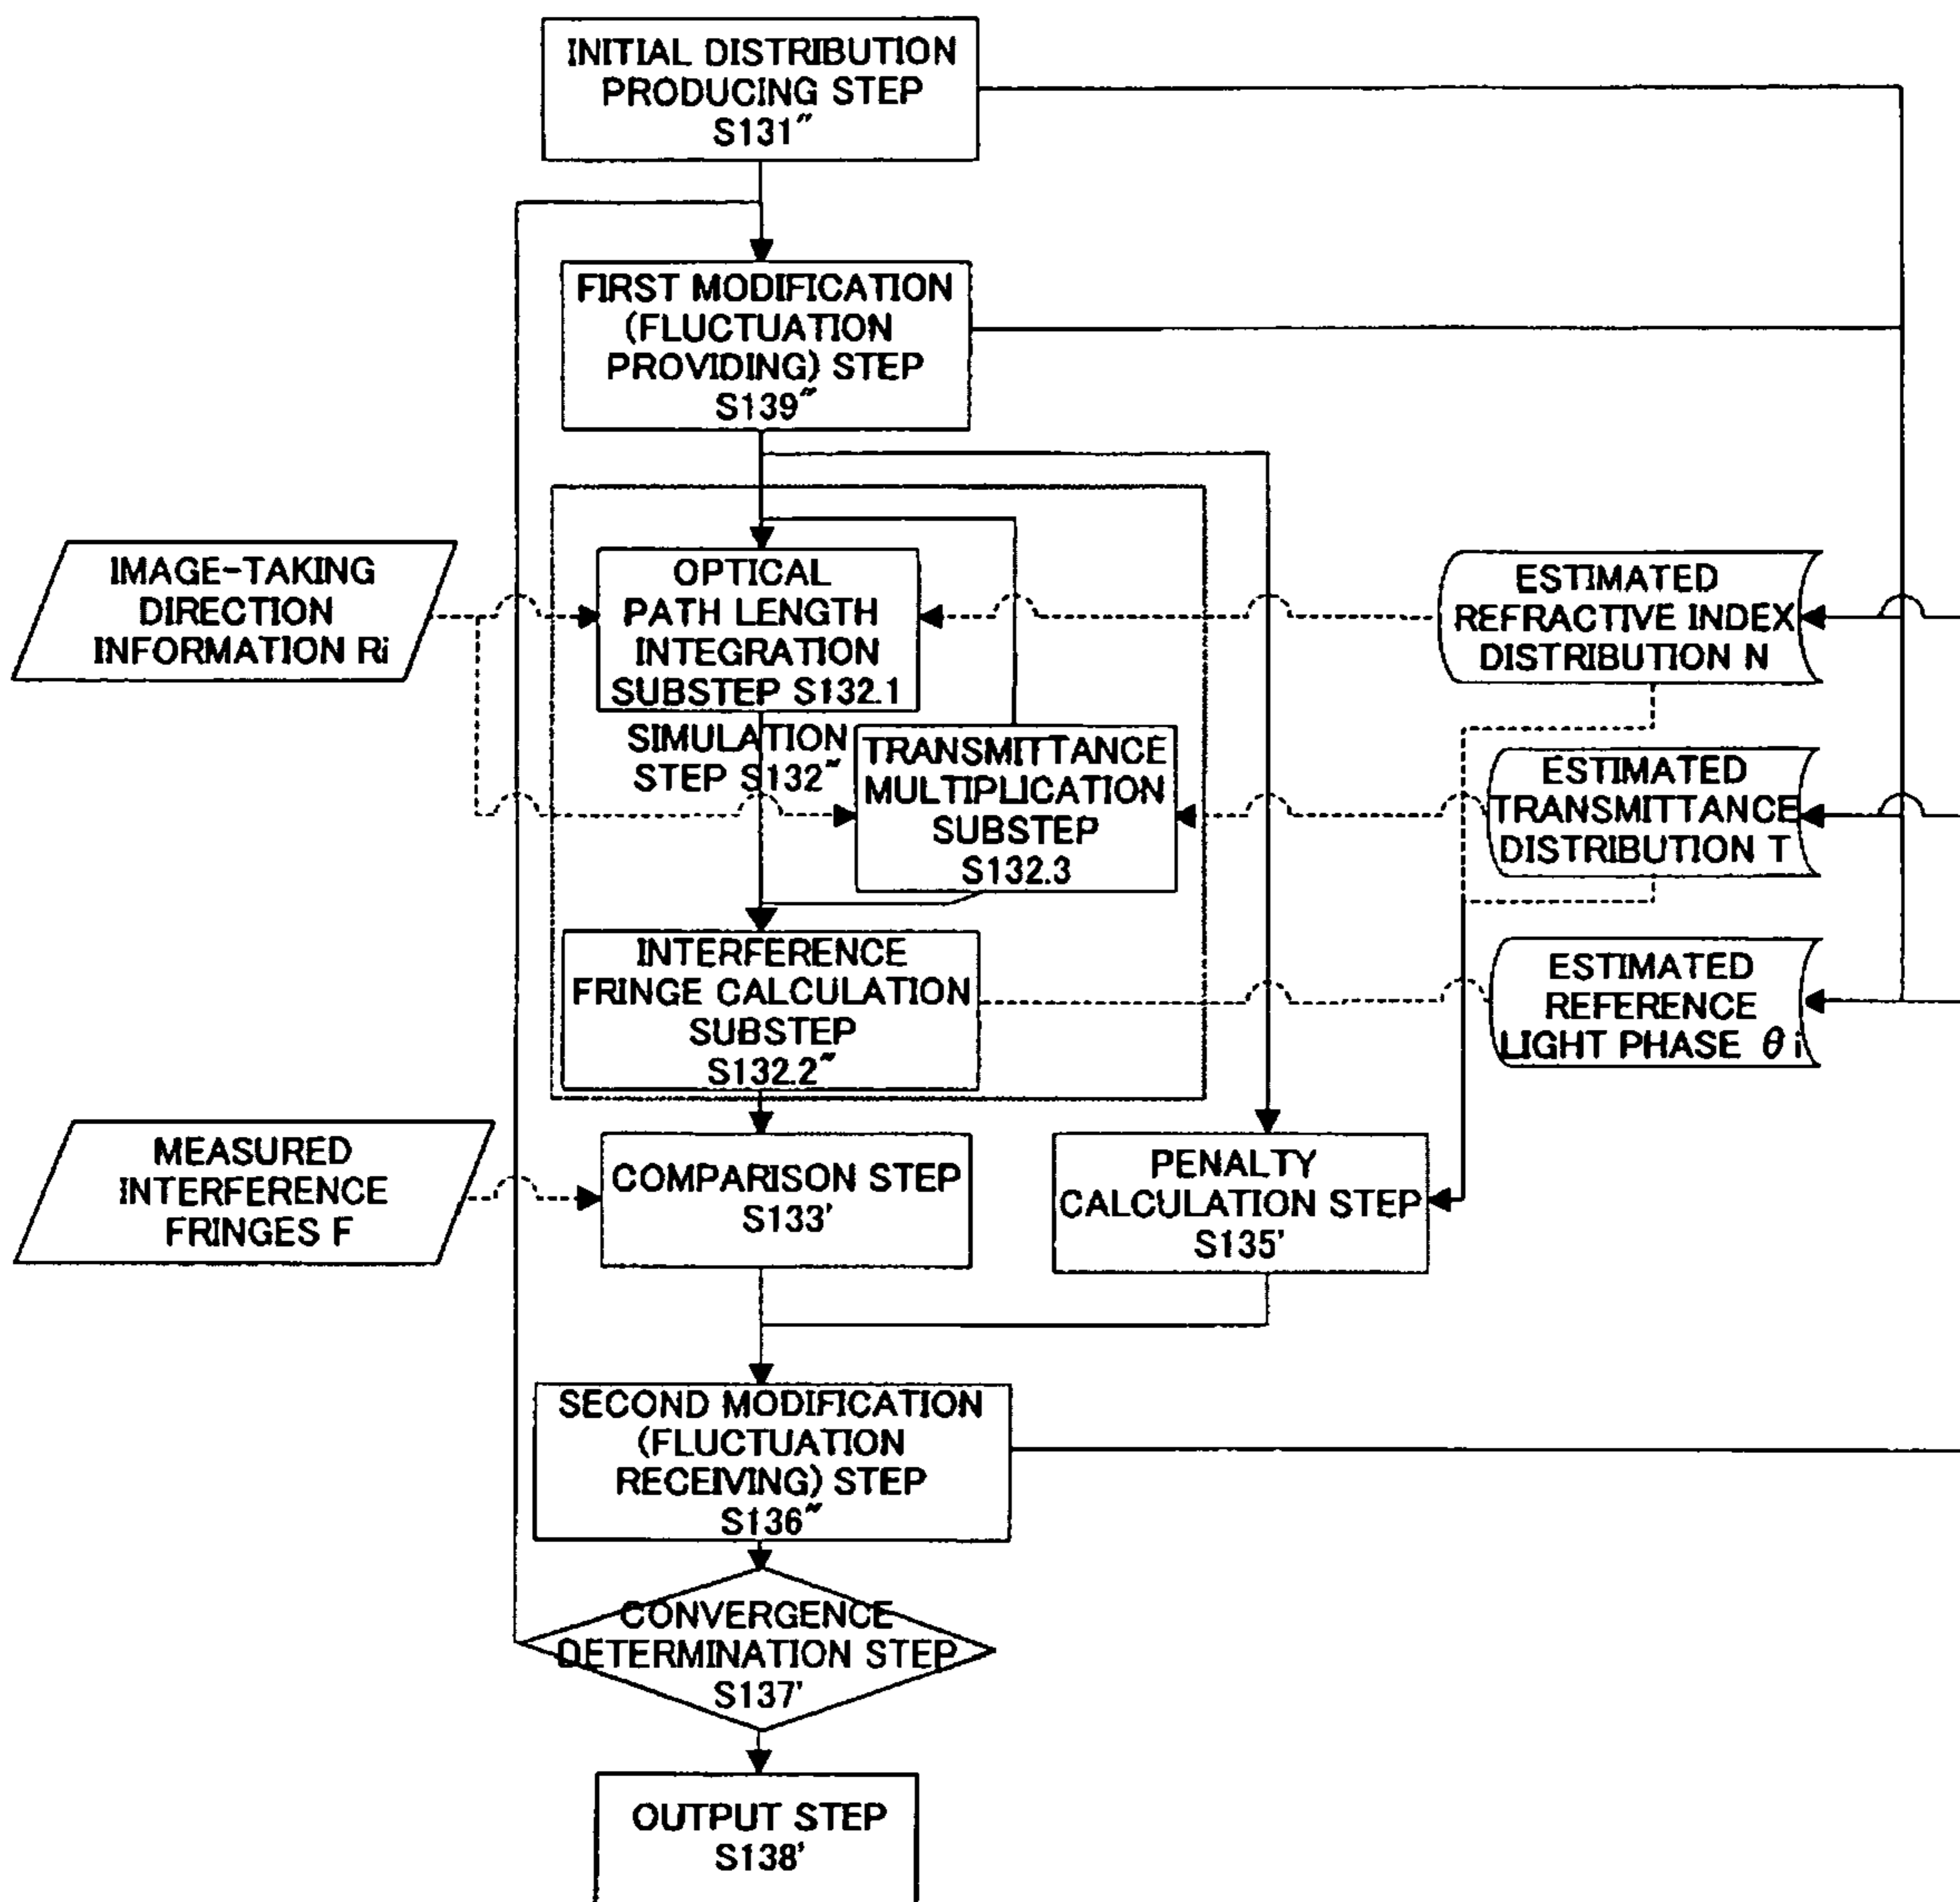 INITIAL DISTRIBUTION
PRODUCING STEP
S131″
FIRST MODIFICATION
(FLUCTUATION
PROVIDING) STEP
S139‴
IMAGE-TAKING
DIRECTION
INFORMATION Ri
OPTICAL
PATH LENGTH
INTEGRATION
SUBSTEP S132.1
ESTIMATED
REFRACTIVE INDEX
DISTRIBUTION N
SIMULATION
STEP S132‴
TRANSMITTANCE
MULTIPLICATION
SUBSTEP
S132.3
ESTIMATED
TRANSMITTANCE
DISTRIBUTION T
INTERFERENCE
FRINGE CALCULATION
SUBSTEP
S132.2‴
ESTIMATED
REFERENCE
LIGHT PHASE θi
MEASURED
INTERFERENCE
FRINGES F
COMPARISON STEP
S133'
PENALTY
CALCULATION STEP
S135'
SECOND MODIFICATION
(FLUCTUATION
RECEIVING) STEP
S136‴
CONVERGENCE
DETERMINATION STEP
S137'
OUTPUT STEP
S138'